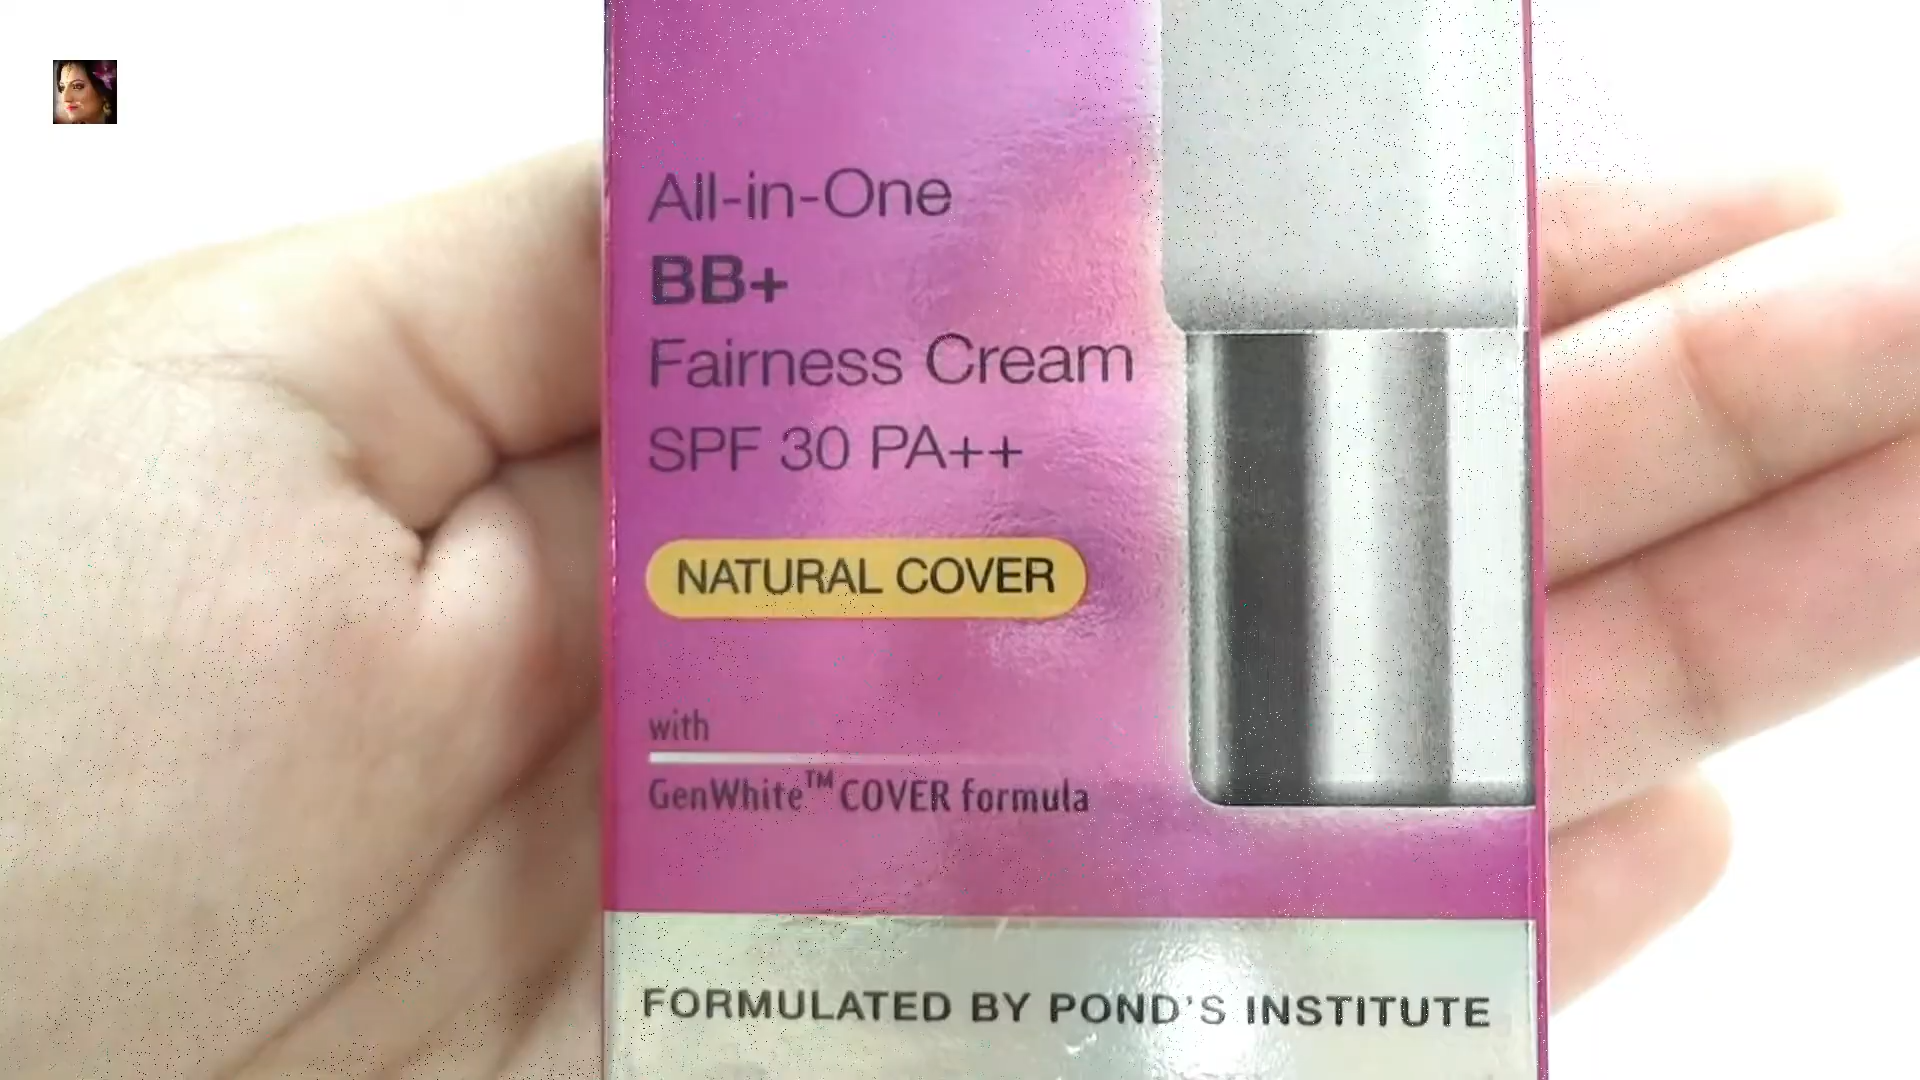 All-in-One
BB+
Fairness Cream
SPF 30 PA++
NATURAL COVER
with
GenWhite™ COVER formula
FORMULATED BY POND'S INSTITUTE